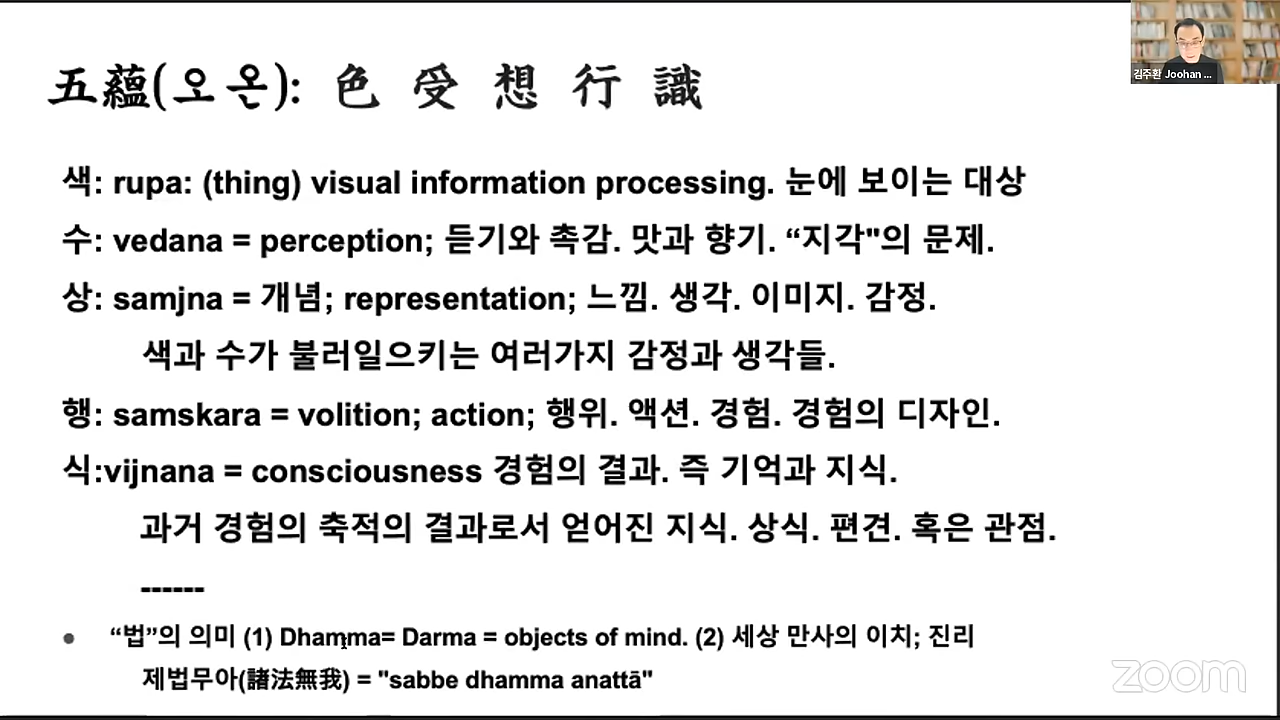 김주환 Joohan ...
五蘊(오온): 色 受 想 行 識
색: rupa: (thing) visual information processing. 눈에 보이는 대상
수: vedana = perception; 듣기와 촉감. 맛과 향기. “지각"의 문제.
상: samjna = 개념; representation; 느낌. 생각. 이미지. 감정.
색과 수가 불러일으키는 여러가지 감정과 생각들.
행: samskara = volition; action; 행위. 액션. 경험. 경험의 디자인.
식:vijnana = consciousness 경험의 결과. 즉 기억과 지식.
과거 경험의 축적의 결과로서 얻어진 지식. 상식. 편견. 혹은 관점.
------
● “법”의 의미 (1) Dhamma= Darma = objects of mind. (2) 세상 만사의 이치; 진리
제법무아(諸法無我) = "sabbe dhamma anattā"
zoom